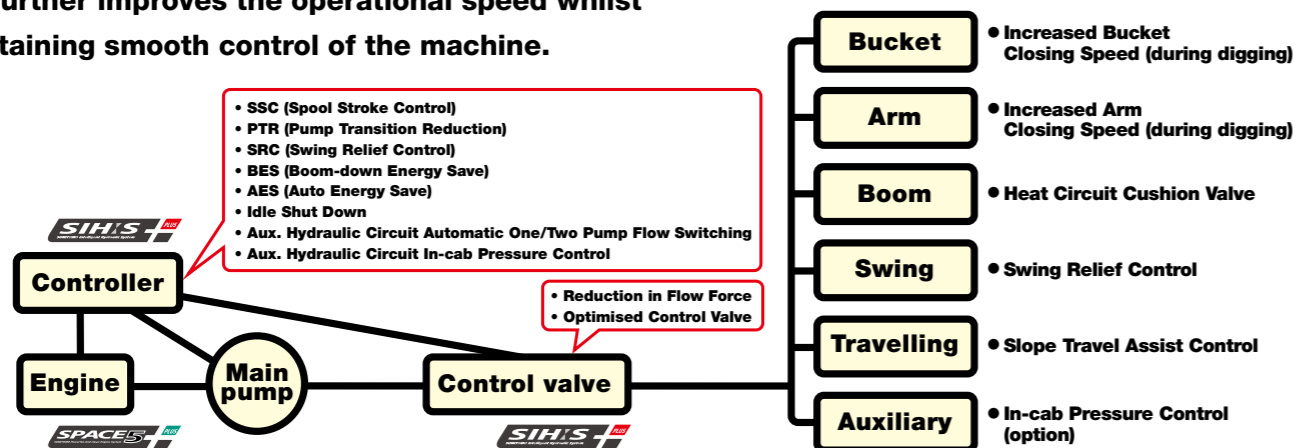 further improves the operational speed whilst
taining smooth control of the machine.
• SSC (Spool Stroke Control)
• PTR (Pump Transition Reduction)
• SRC (Swing Relief Control)
• BES (Boom-down Energy Save)
• AES (Auto Energy Save)
• Idle Shut Down
• Aux. Hydraulic Circuit Automatic One/Two Pump Flow Switching
• Aux. Hydraulic Circuit In-cab Pressure Control
SIH:S PLUS
Controller
• Reduction in Flow Force
• Optimised Control Valve
Engine
Main
pump
Control valve
SPACE5 PLUS
SIH:S PLUS
Bucket
• Increased Bucket
Closing Speed (during digging)
Arm
• Increased Arm
Closing Speed (during digging)
Boom
• Heat Circuit Cushion Valve
Swing
• Swing Relief Control
Travelling
• Slope Travel Assist Control
Auxiliary
• In-cab Pressure Control
(option)